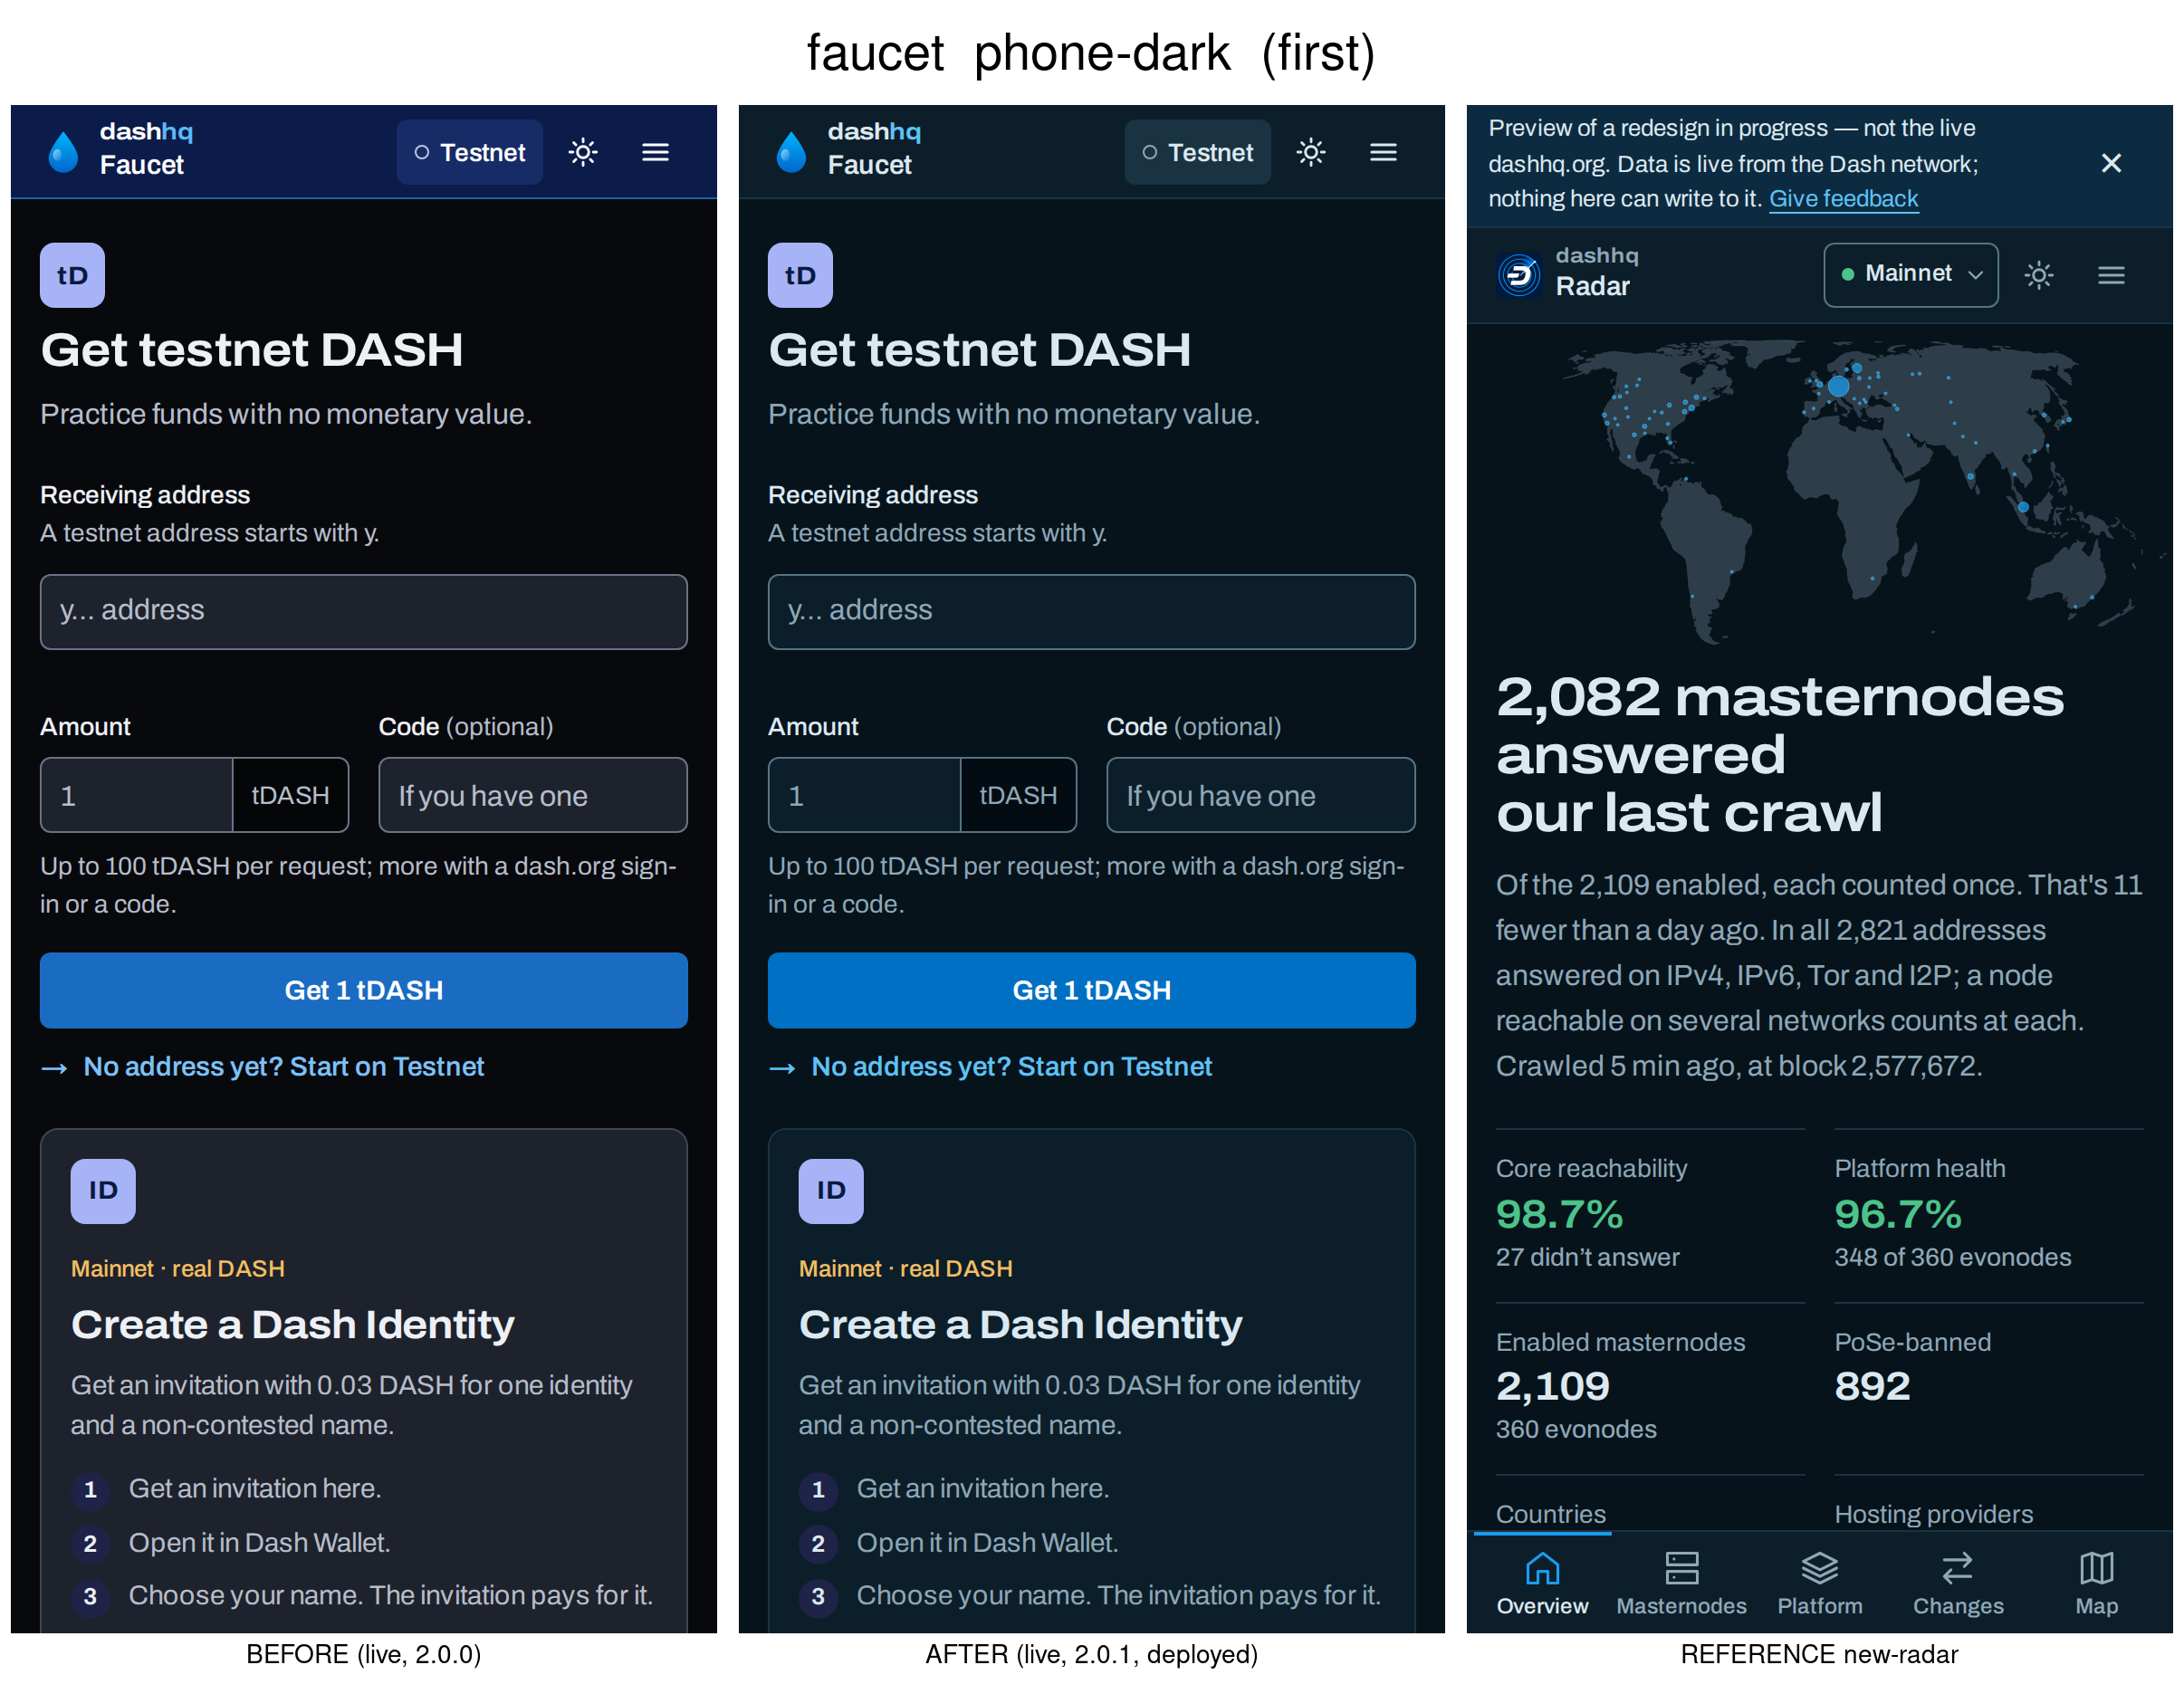 faucet phone-dark (first)
dashhq
Faucet
Testnet
tD
Get testnet DASH
Practice funds with no monetary value.
Receiving address
A testnet address starts with y.
y... address
Amount
Code (optional)
1
tDASH
If you have one
Up to 100 tDASH per request; more with a dash.org sign-
in or a code.
Get 1 tDASH
→ No address yet? Start on Testnet
ID
Mainnet · real DASH
Create a Dash Identity
Get an invitation with 0.03 DASH for one identity
and a non-contested name.
1 Get an invitation here.
2 Open it in Dash Wallet.
3 Choose your name. The invitation pays for it.
BEFORE (live, 2.0.0)
dashhq
Faucet
Testnet
tD
Get testnet DASH
Practice funds with no monetary value.
Receiving address
A testnet address starts with y.
y... address
Amount
Code (optional)
1
tDASH
If you have one
Up to 100 tDASH per request; more with a dash.org sign-
in or a code.
Get 1 tDASH
→ No address yet? Start on Testnet
ID
Mainnet · real DASH
Create a Dash Identity
Get an invitation with 0.03 DASH for one identity
and a non-contested name.
1 Get an invitation here.
2 Open it in Dash Wallet.
3 Choose your name. The invitation pays for it.
AFTER (live, 2.0.1, deployed)
Preview of a redesign in progress — not the live
dashhq.org. Data is live from the Dash network;
nothing here can write to it. Give feedback
dashhq
Radar
Mainnet
2,082 masternodes
answered
our last crawl
Of the 2,109 enabled, each counted once. That's 11
fewer than a day ago. In all 2,821 addresses
answered on IPv4, IPv6, Tor and I2P; a node
reachable on several networks counts at each.
Crawled 5 min ago, at block 2,577,672.
Core reachability
98.7%
27 didn’t answer
Platform health
96.7%
348 of 360 evonodes
Enabled masternodes
2,109
360 evonodes
PoSe-banned
892
Countries
Hosting providers
Overview
Masternodes
Platform
Changes
Map
REFERENCE new-radar